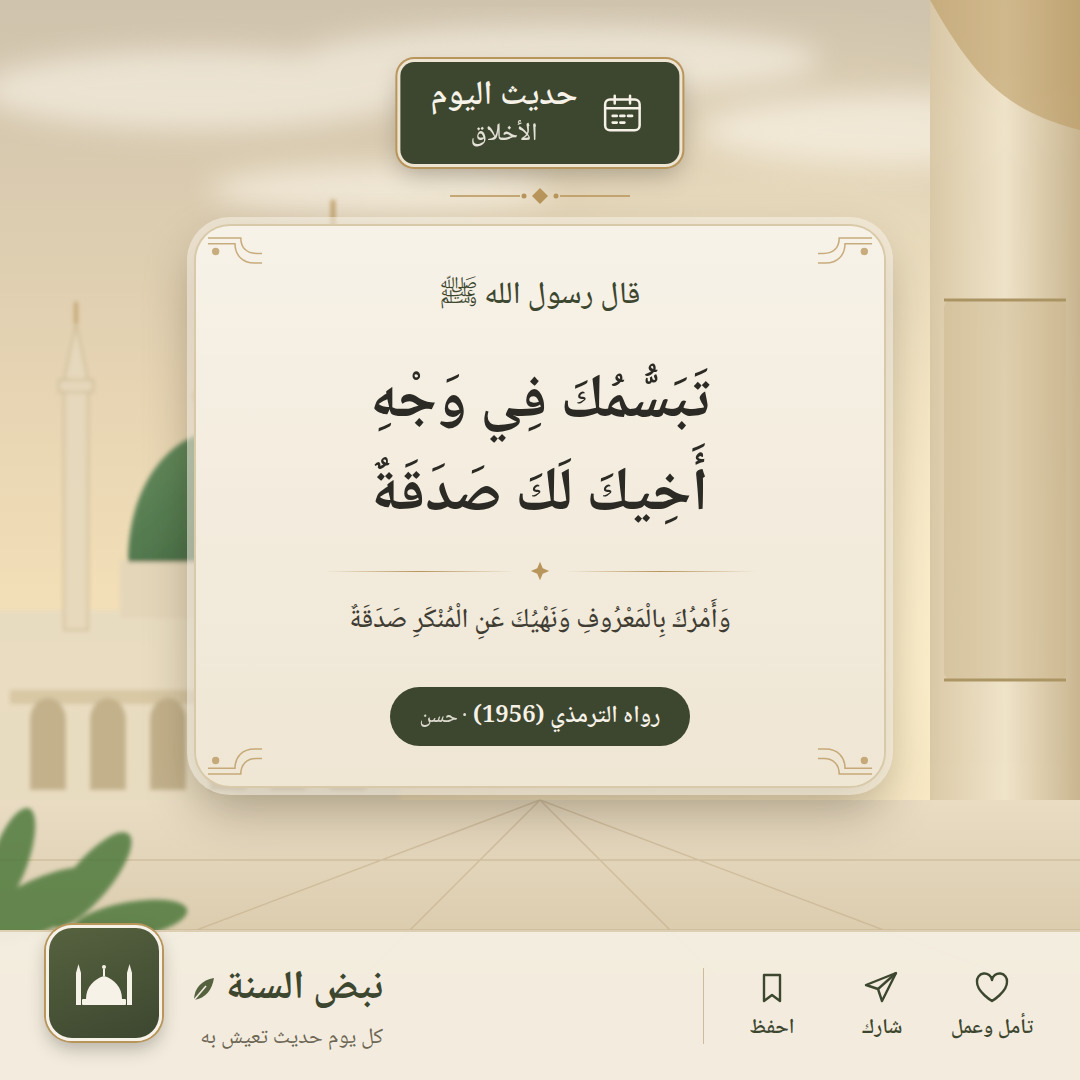 حديث اليوم
الأخلاق
قال رسول الله ﷺ
تَبَسُّمُكَ فِي وَجْهِ
أَخِيكَ لَكَ صَدَقَةٌ
وَأَمْرُكَ بِالْمَعْرُوفِ وَنَهْيُكَ عَنِ الْمُنْكَرِ صَدَقَةٌ
رواه الترمذي (1956) · حسن
تأمل وعمل
شارك
احفظ
نبض السنة
كل يوم حديث تعيش به